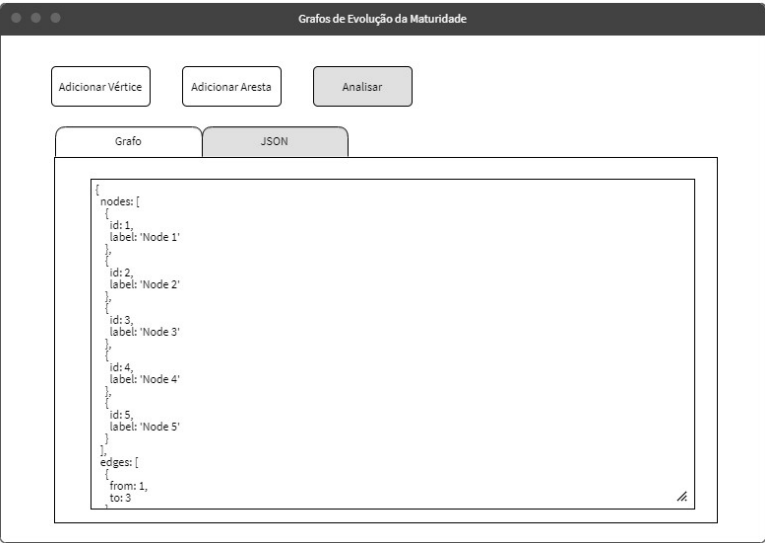 Grafos de Evolução da Maturidade
Adicionar Vértice
Adicionar Aresta
Analisar
Grafo
JSON
{
nodes: [
{
id: 1,
label: 'Node 1'
},
{
id: 2,
label: 'Node 2'
},
{
id: 3,
label: 'Node 3'
},
{
id: 4,
label: 'Node 4'
},
{
id: 5,
label: 'Node 5'
}
],
edges: [
{
from: 1,
to: 3